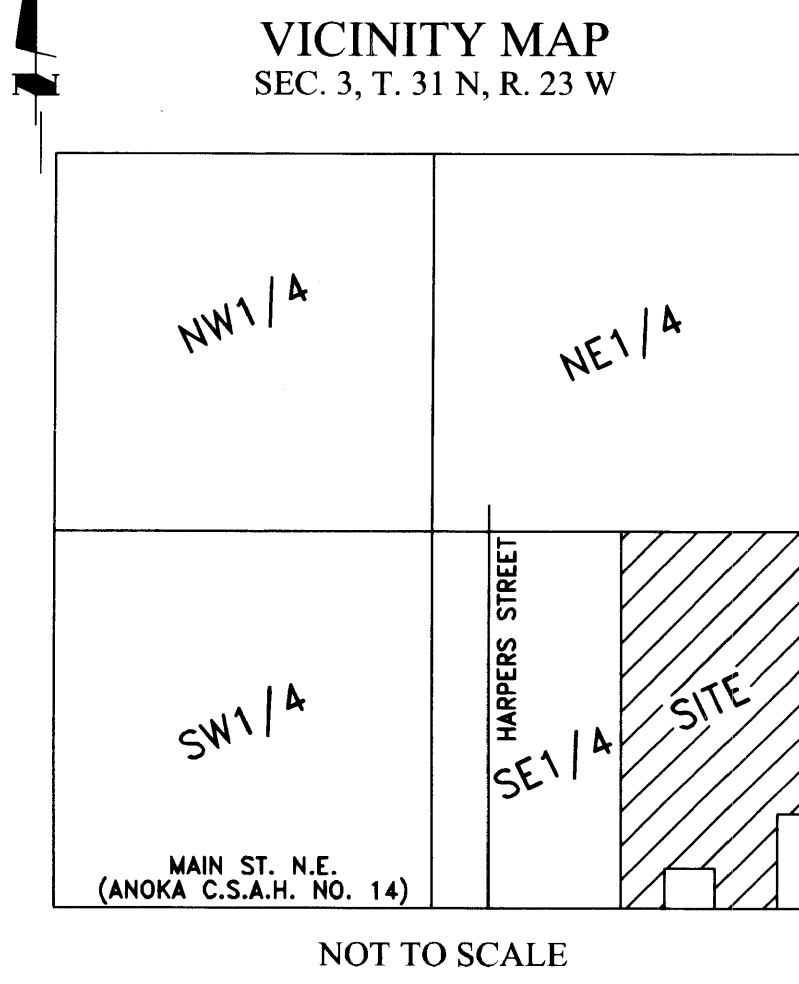 VICINITY MAP
SEC. 3, T. 31 N, R. 23 W
N
NW1/4
NE1/4
HARPERS STREET
SITE
SW1/4
SE1/4
MAIN ST. N.E.
(ANOKA C.S.A.H. NO. 14)
NOT TO SCALE